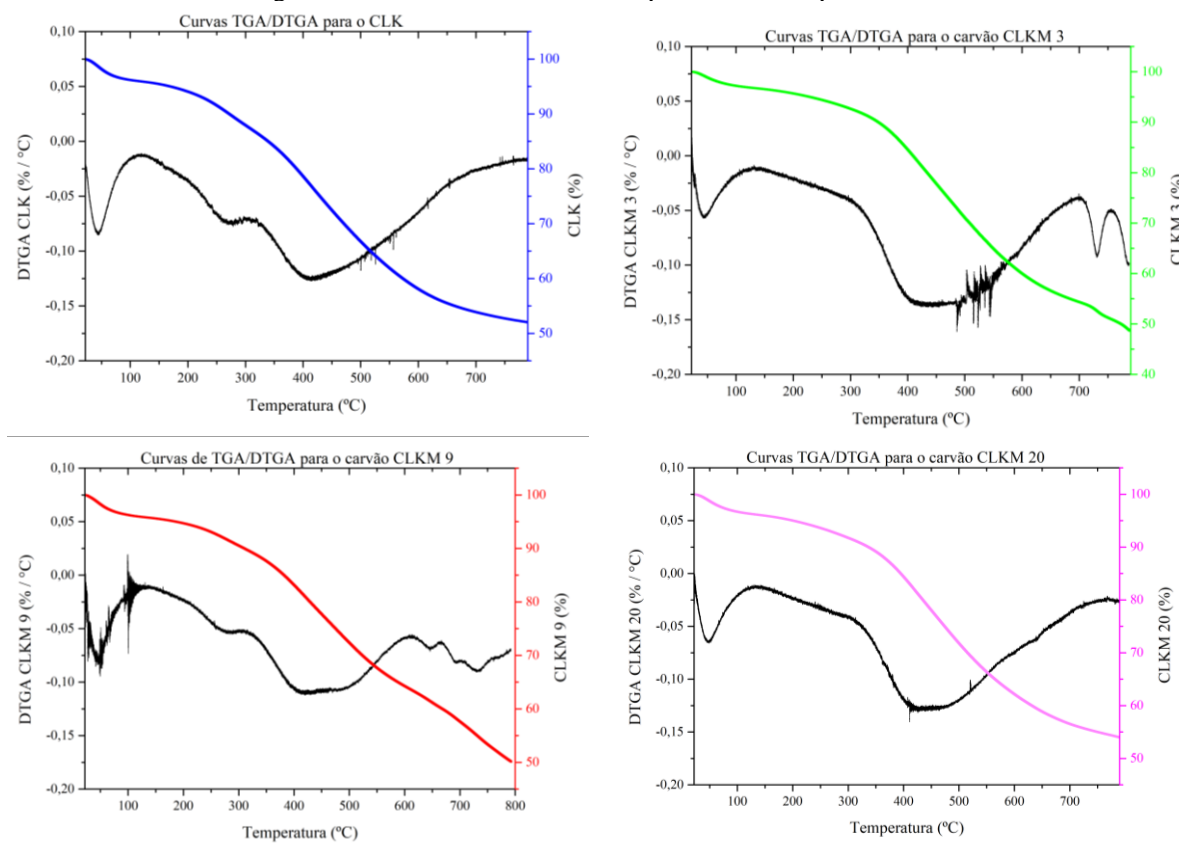 Curvas TGA/DTGA para o CLK
0,10
0,05
0,00
-0,05
-0,10
-0,15
-0,20
DTGA CLK (% / °C)
100 200 300 400 500 600 700
Temperatura (ºC)
100
90
80
70
60
50
CLK (%)
Curvas TGA/DTGA para o carvão CLKM 3
0,10
0,05
0,00
-0,05
-0,10
-0,15
-0,20
DTGA CLKM 3 (% / °C)
100 200 300 400 500 600 700
Temperatura (ºC)
100
90
80
70
60
50
40
CLKM 3 (%)
Curvas de TGA/DTGA para o carvão CLKM 9
0,10
0,05
0,00
-0,05
-0,10
-0,15
-0,20
DTGA CLKM 9 (% / °C)
100 200 300 400 500 600 700 800
Temperatura (ºC)
100
90
80
70
60
50
CLKM 9 (%)
Curvas TGA/DTGA para o carvão CLKM 20
0,10
0,05
0,00
-0,05
-0,10
-0,15
-0,20
DTGA CLKM 20 (% / °C)
100 200 300 400 500 600 700
Temperatura (ºC)
100
90
80
70
60
50
CLKM 20 (%)